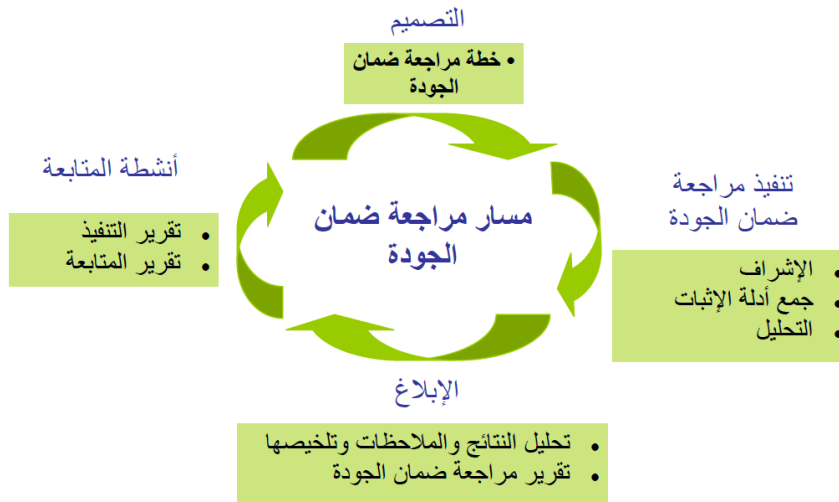 التصميم
• خطة مراجعة ضمان
الجودة
تنفيذ مراجعة
ضمان الجودة
• الإشراف
• جمع أدلة الإثبات
• التحليل
الإبلاغ
• تحليل النتائج والملاحظات وتلخيصها
• تقرير مراجعة ضمان الجودة
أنشطة المتابعة
• تقرير التنفيذ
• تقرير المتابعة
مسار مراجعة ضمان
الجودة